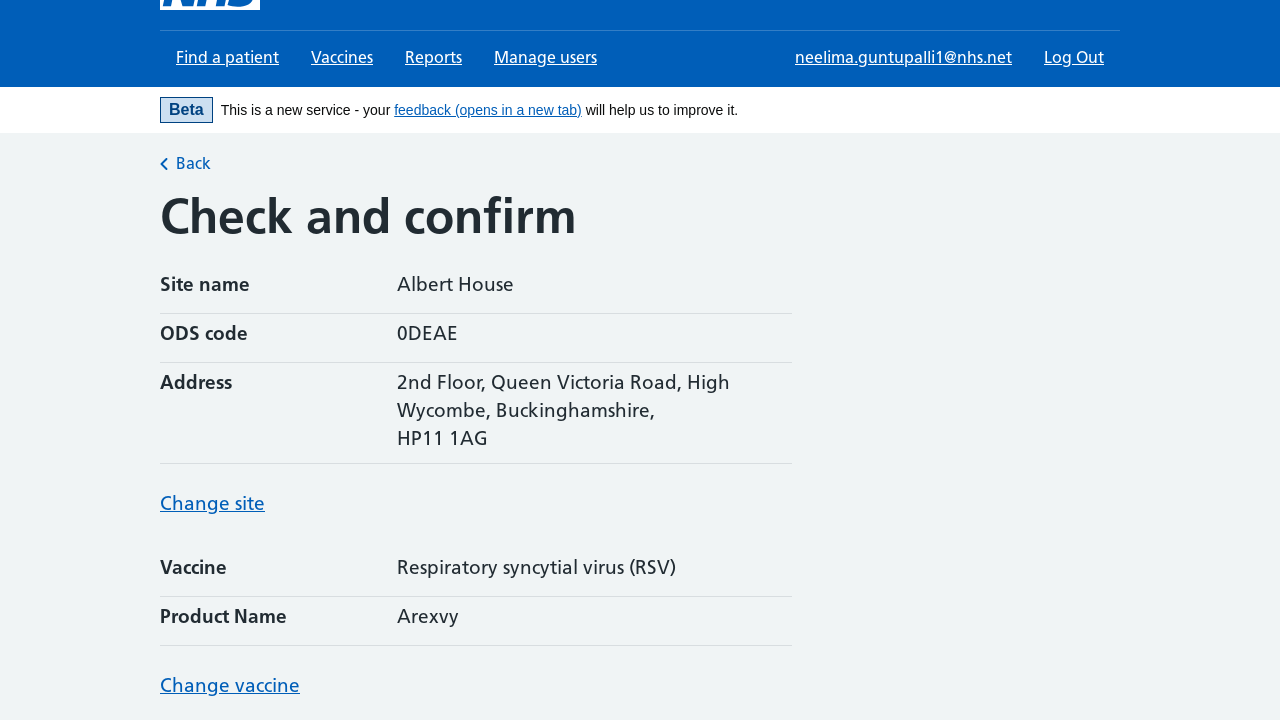 NHS
Find a patient Vaccines Reports Manage users neelima.guntupalli1@nhs.net Log Out
Beta This is a new service - your feedback (opens in a new tab) will help us to improve it.
Back
Check and confirm
Site name Albert House
ODS code 0DEAE
Address 2nd Floor, Queen Victoria Road, High
Wycombe, Buckinghamshire,
HP11 1AG
Change site
Vaccine Respiratory syncytial virus (RSV)
Product Name Arexvy
Change vaccine